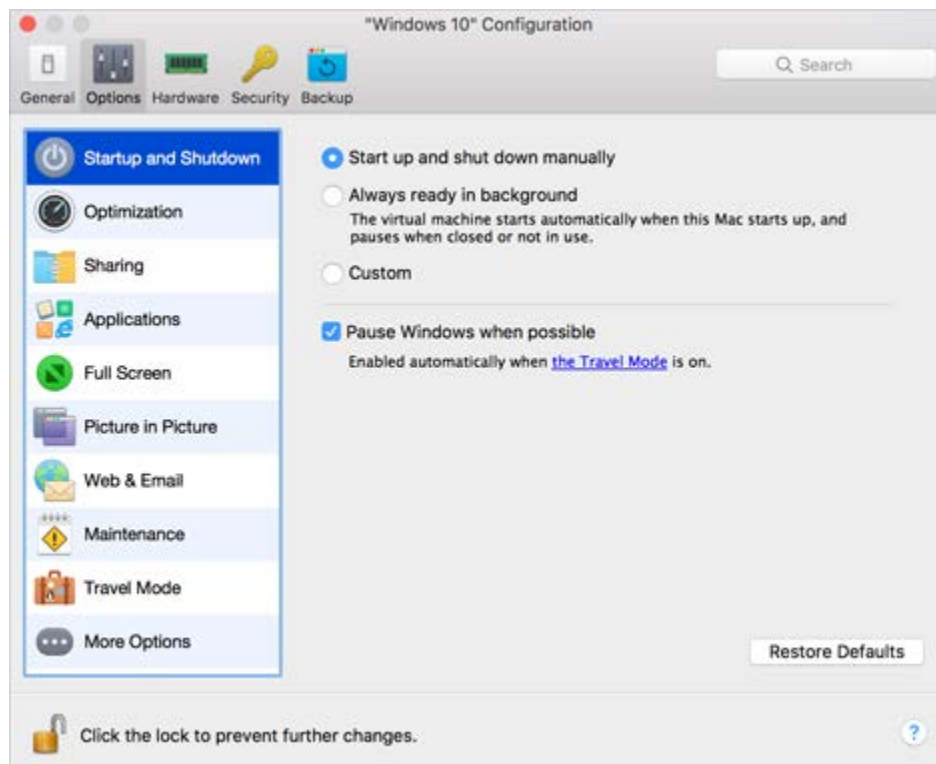 "Windows 10" Configuration
General Options Hardware Security Backup
Search
Startup and Shutdown
Optimization
Sharing
Applications
Full Screen
Picture in Picture
Web & Email
Maintenance
Travel Mode
More Options
Start up and shut down manually
Always ready in background
The virtual machine starts automatically when this Mac starts up, and
pauses when closed or not in use.
Custom
Pause Windows when possible
Enabled automatically when the Travel Mode is on.
Restore Defaults
Click the lock to prevent further changes.
?